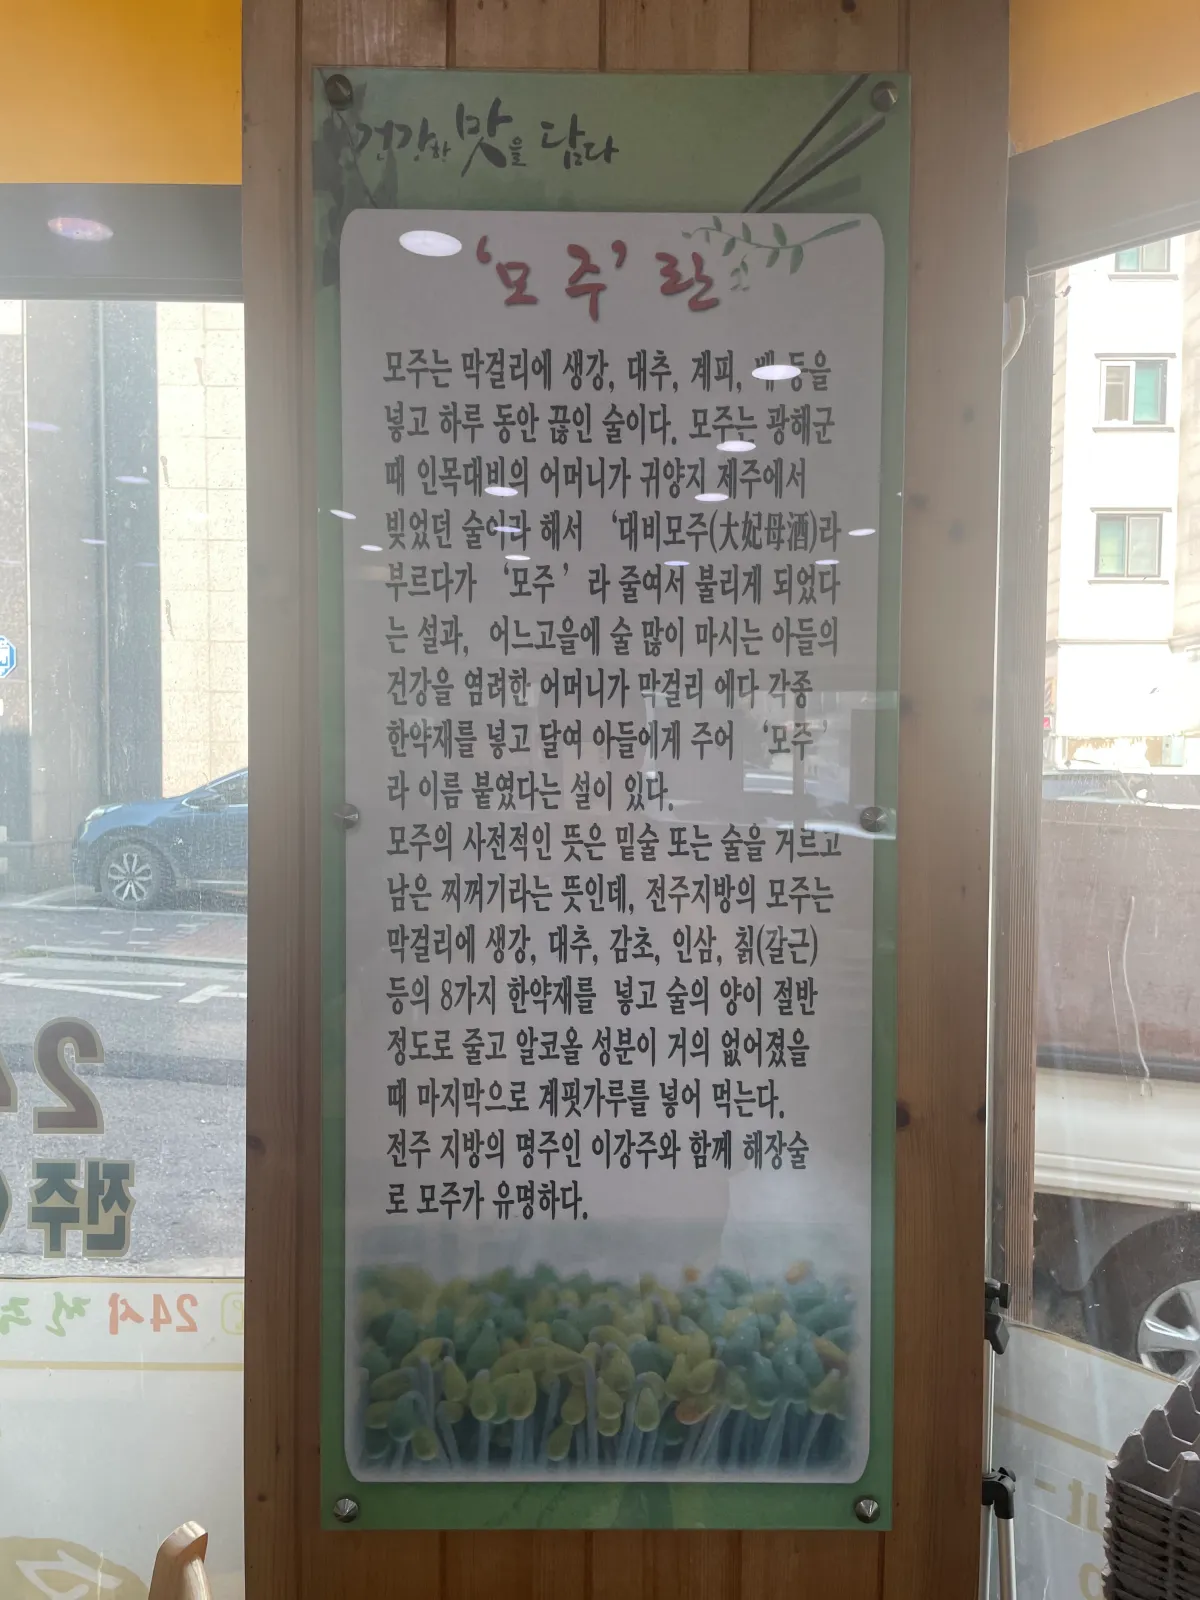 건강한 맛을 담다
'모주'란
모주는 막걸리에 생강, 대추, 계피, 배 등을
넣고 하루 동안 끓인 술이다. 모주는 광해군
때 인목대비의 어머니가 귀양지 제주에서
빚었던 술이라 해서 '대비모주(大妃母酒)라
부르다가 '모주' 라 줄여서 불리게 되었다
는 설과, 어느고을에 술 많이 마시는 아들의
건강을 염려한 어머니가 막걸리 에다 각종
한약재를 넣고 달여 아들에게 주어 '모주'
라 이름 붙였다는 설이 있다.
모주의 사전적인 뜻은 밑술 또는 술을 거르고
남은 찌꺼기라는 뜻인데, 전주지방의 모주는
막걸리에 생강, 대추, 감초, 인삼, 칡(갈근)
등의 8가지 한약재를 넣고 술의 양이 절반
정도로 줄고 알코올 성분이 거의 없어졌을
때 마지막으로 계핏가루를 넣어 먹는다.
전주 지방의 명주인 이강주와 함께 해장술
로 모주가 유명하다.
24
전주
24시 전주